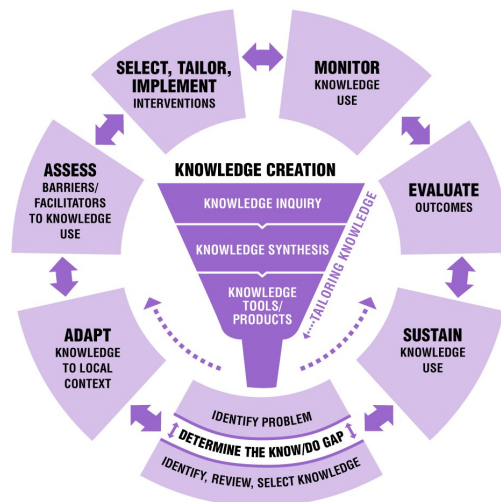 SELECT, TAILOR,
IMPLEMENT
INTERVENTIONS
MONITOR
KNOWLEDGE
USE
ASSESS
BARRIERS/
FACILITATORS
TO KNOWLEDGE
USE
KNOWLEDGE CREATION
KNOWLEDGE INQUIRY
KNOWLEDGE SYNTHESIS
KNOWLEDGE
TOOLS/
PRODUCTS
TAILORING KNOWLEDGE
EVALUATE
OUTCOMES
ADAPT
KNOWLEDGE
TO LOCAL
CONTEXT
SUSTAIN
KNOWLEDGE
USE
IDENTIFY PROBLEM
DETERMINE THE KNOW/DO GAP
IDENTIFY, REVIEW, SELECT KNOWLEDGE